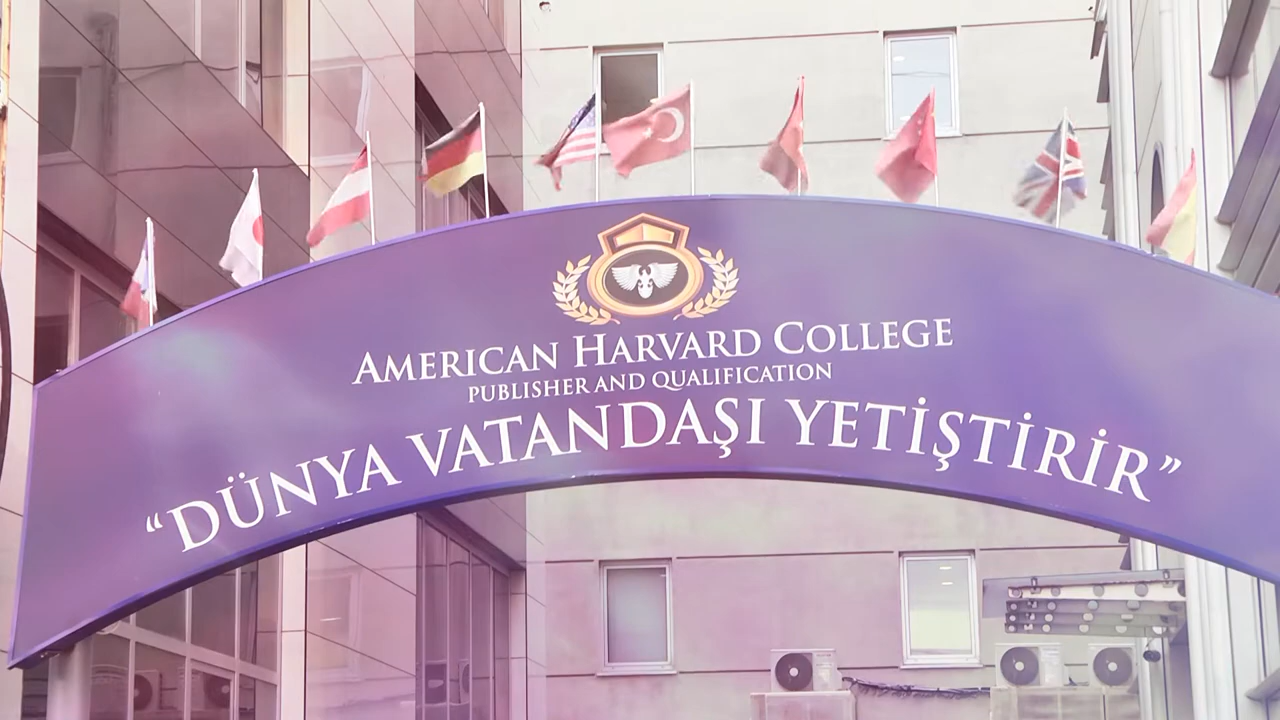 AMERICAN HARVARD COLLEGE
PUBLISHER AND QUALIFICATION
“DÜNYA VATANDAŞI YETİŞTİRİR”